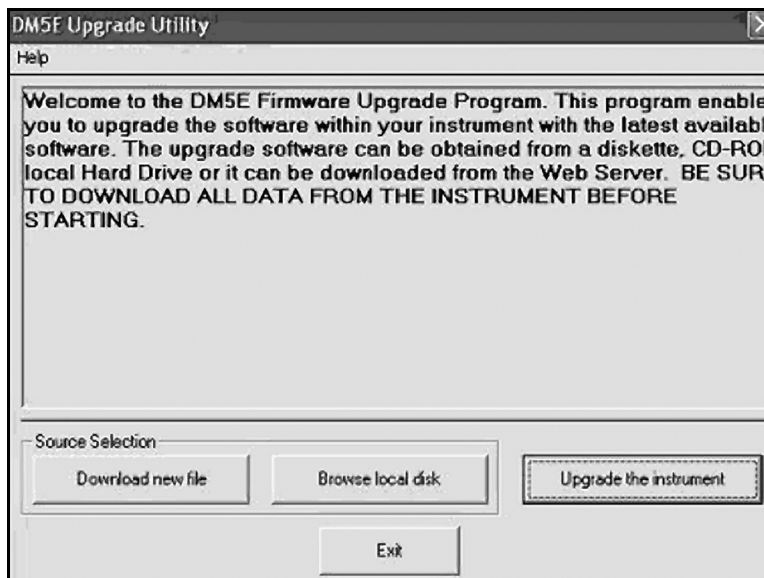 DM5E Upgrade Utility
Help
Welcome to the DM5E Firmware Upgrade Program. This program enable
you to upgrade the software within your instrument with the latest availabl
software. The upgrade software can be obtained from a diskette, CD-RO
local Hard Drive or it can be downloaded from the Web Server. BE SUR
TO DOWNLOAD ALL DATA FROM THE INSTRUMENT BEFORE
STARTING.
Source Selection
Download new file
Browse local disk
Upgrade the instrument
Exit